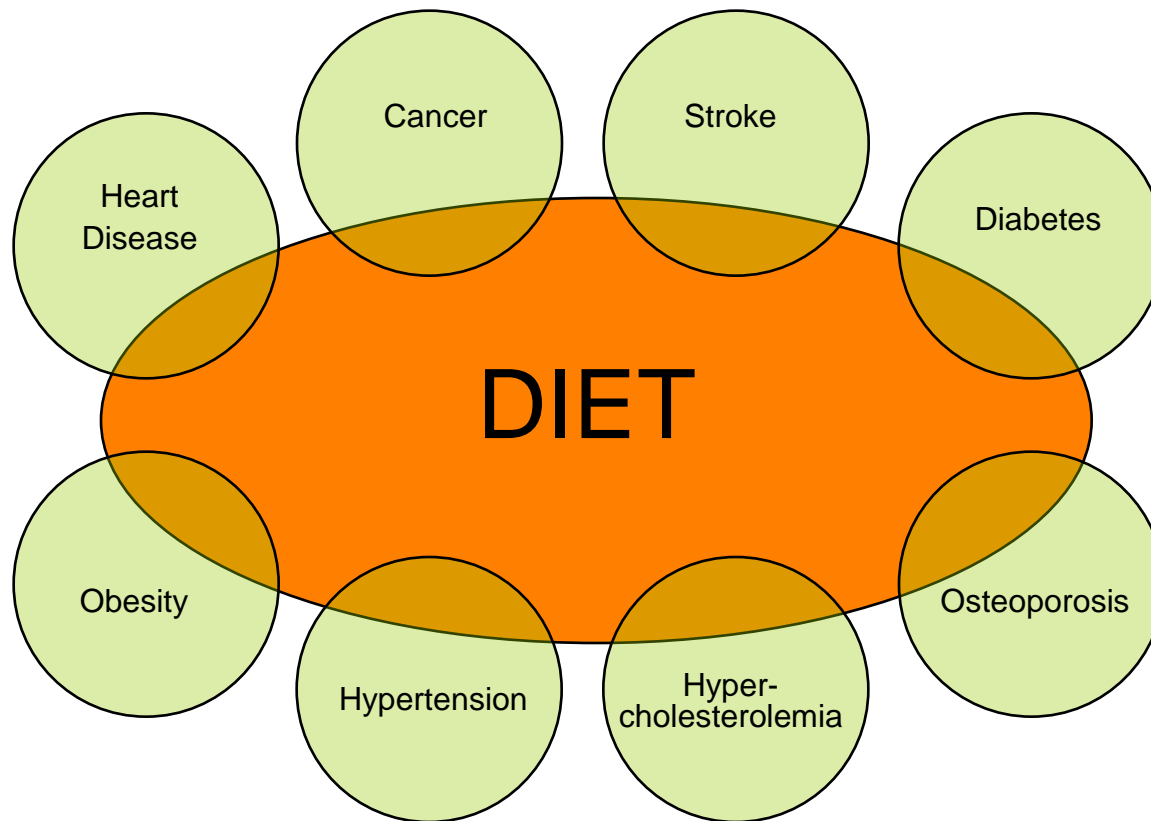 Cancer
Stroke
Heart
Disease
Diabetes
DIET
Obesity
Osteoporosis
Hypertension
Hyper-
cholesterolemia